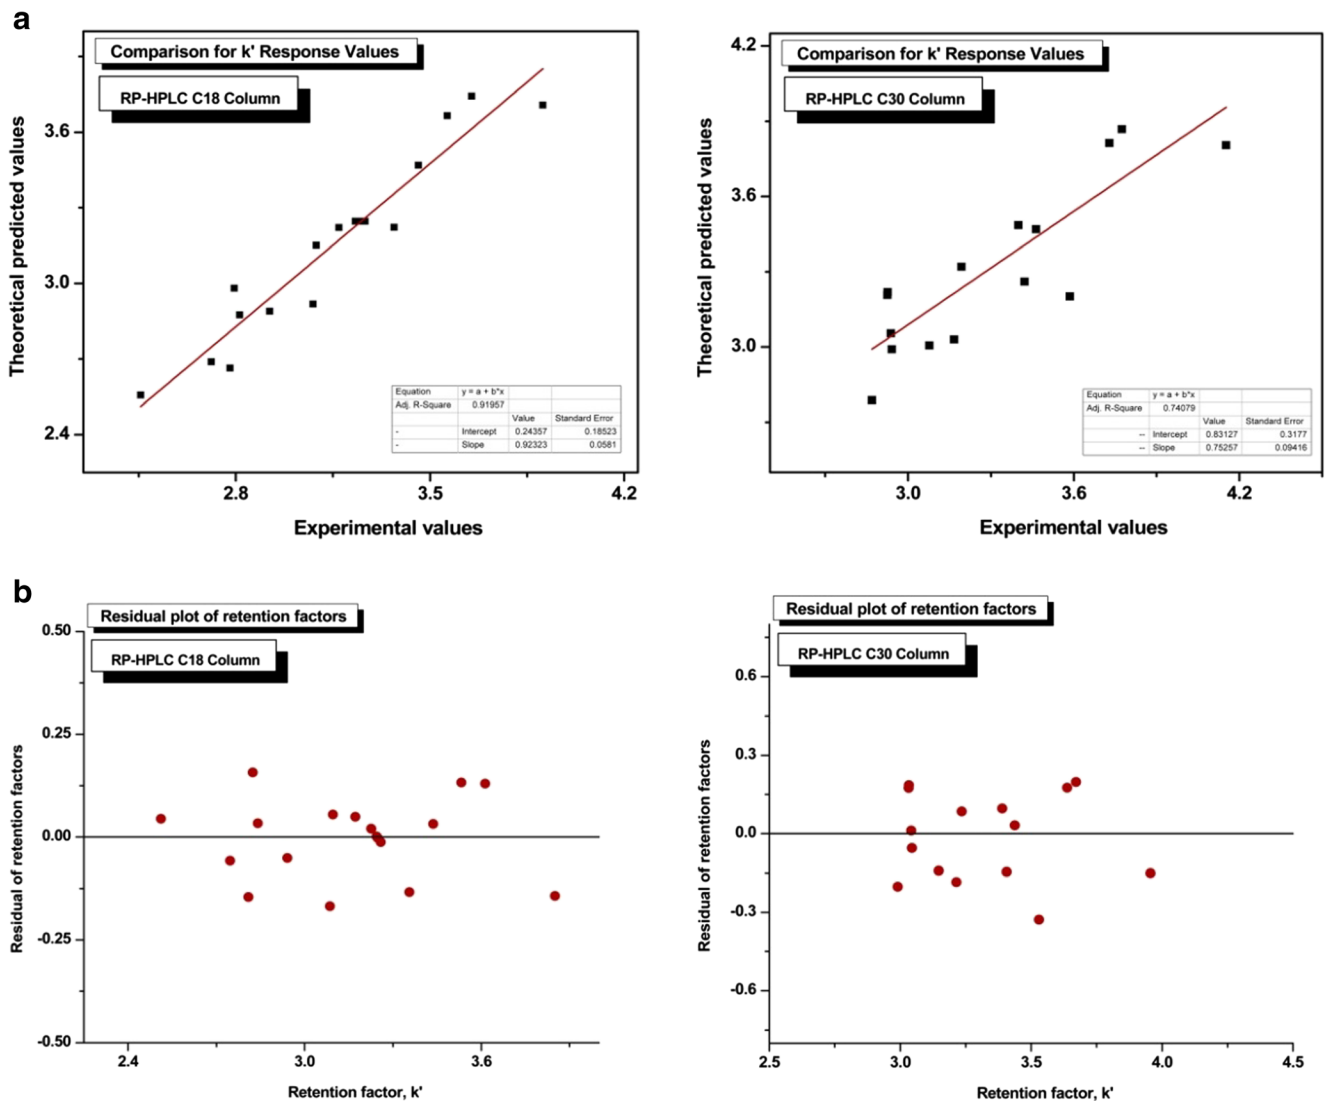 a
Comparison for k' Response Values
RP-HPLC C18 Column
Theoretical predicted values
3.6
3.0
2.4
Equation y = a + b*x
Adj. R-Square 0.91957
Value Standard Error
- Intercept 0.24357 0.18523
- Slope 0.92323 0.0581
2.8 3.5 4.2
Experimental values
Comparison for k' Response Values
RP-HPLC C30 Column
Theoretical predicted values
4.2
3.6
3.0
Equation y = a + b*x
Adj. R-Square 0.74079
Value Standard Error
-- Intercept 0.83127 0.3177
-- Slope 0.75257 0.09416
3.0 3.6 4.2
Experimental values
b
Residual plot of retention factors
RP-HPLC C18 Column
Residual of retention factors
0.50
0.25
0.00
-0.25
-0.50
2.4 3.0 3.6
Retention factor, k'
Residual plot of retention factors
RP-HPLC C30 Column
Residual of retention factors
0.6
0.3
0.0
-0.3
-0.6
2.5 3.0 3.5 4.0 4.5
Retention factor, k'